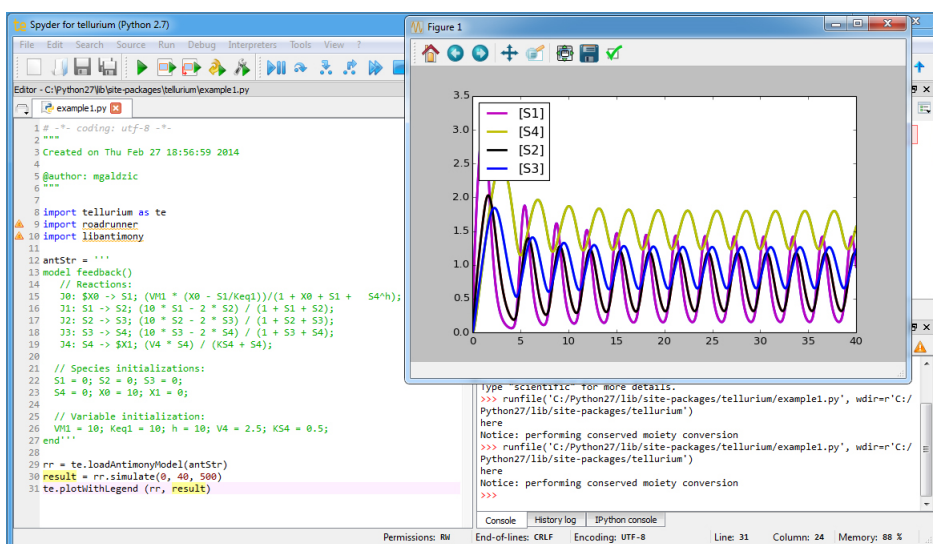 Spyder for tellurium (Python 2.7)
File Edit Search Source Run Debug Interpreters Tools View ?
Editor - C:\Python27\lib\site-packages\tellurium\example1.py
example1.py
1 # -*- coding: utf-8 -*-
2 """
3 Created on Thu Feb 27 18:56:59 2014
4
5 @author: mgaldzic
6 """
7
8 import tellurium as te
9 import roadrunner
10 import libantimony
11
12 antStr = '''
13 model feedback()
14 // Reactions:
15 J0: $X0 -> S1; (VM1 * (X0 - S1/Keq1))/(1 + X0 + S1 + S4^h);
16 J1: S1 -> S2; (10 * S1 - 2 * S2) / (1 + S1 + S2);
17 J2: S2 -> S3; (10 * S2 - 2 * S3) / (1 + S2 + S3);
18 J3: S3 -> S4; (10 * S3 - 2 * S4) / (1 + S3 + S4);
19 J4: S4 -> $X1; (V4 * S4) / (KS4 + S4);
20
21 // Species initializations:
22 S1 = 0; S2 = 0; S3 = 0;
23 S4 = 0; X0 = 10; X1 = 0;
24
25 // Variable initialization:
26 VM1 = 10; Keq1 = 10; h = 10; V4 = 2.5; KS4 = 0.5;
27 end'''
28
29 rr = te.loadAntimonyModel(antStr)
30 result = rr.simulate(0, 40, 500)
31 te.plotWithLegend (rr, result)
Figure 1
3.5
3.0
2.5
2.0
1.5
1.0
0.5
0.0
[S1]
[S4]
[S2]
[S3]
0 5 10 15 20 25 30 35 40
Type "scientific" for more details.
>>> runfile('C:/Python27/lib/site-packages/tellurium/example1.py', wdir=r'C:/
Python27/lib/site-packages/tellurium')
here
Notice: performing conserved moiety conversion
>>> runfile('C:/Python27/lib/site-packages/tellurium/example1.py', wdir=r'C:/
Python27/lib/site-packages/tellurium')
here
Notice: performing conserved moiety conversion
>>>
Console History log IPython console
Permissions: RW End-of-lines: CRLF Encoding: UTF-8 Line: 31 Column: 24 Memory: 88 %